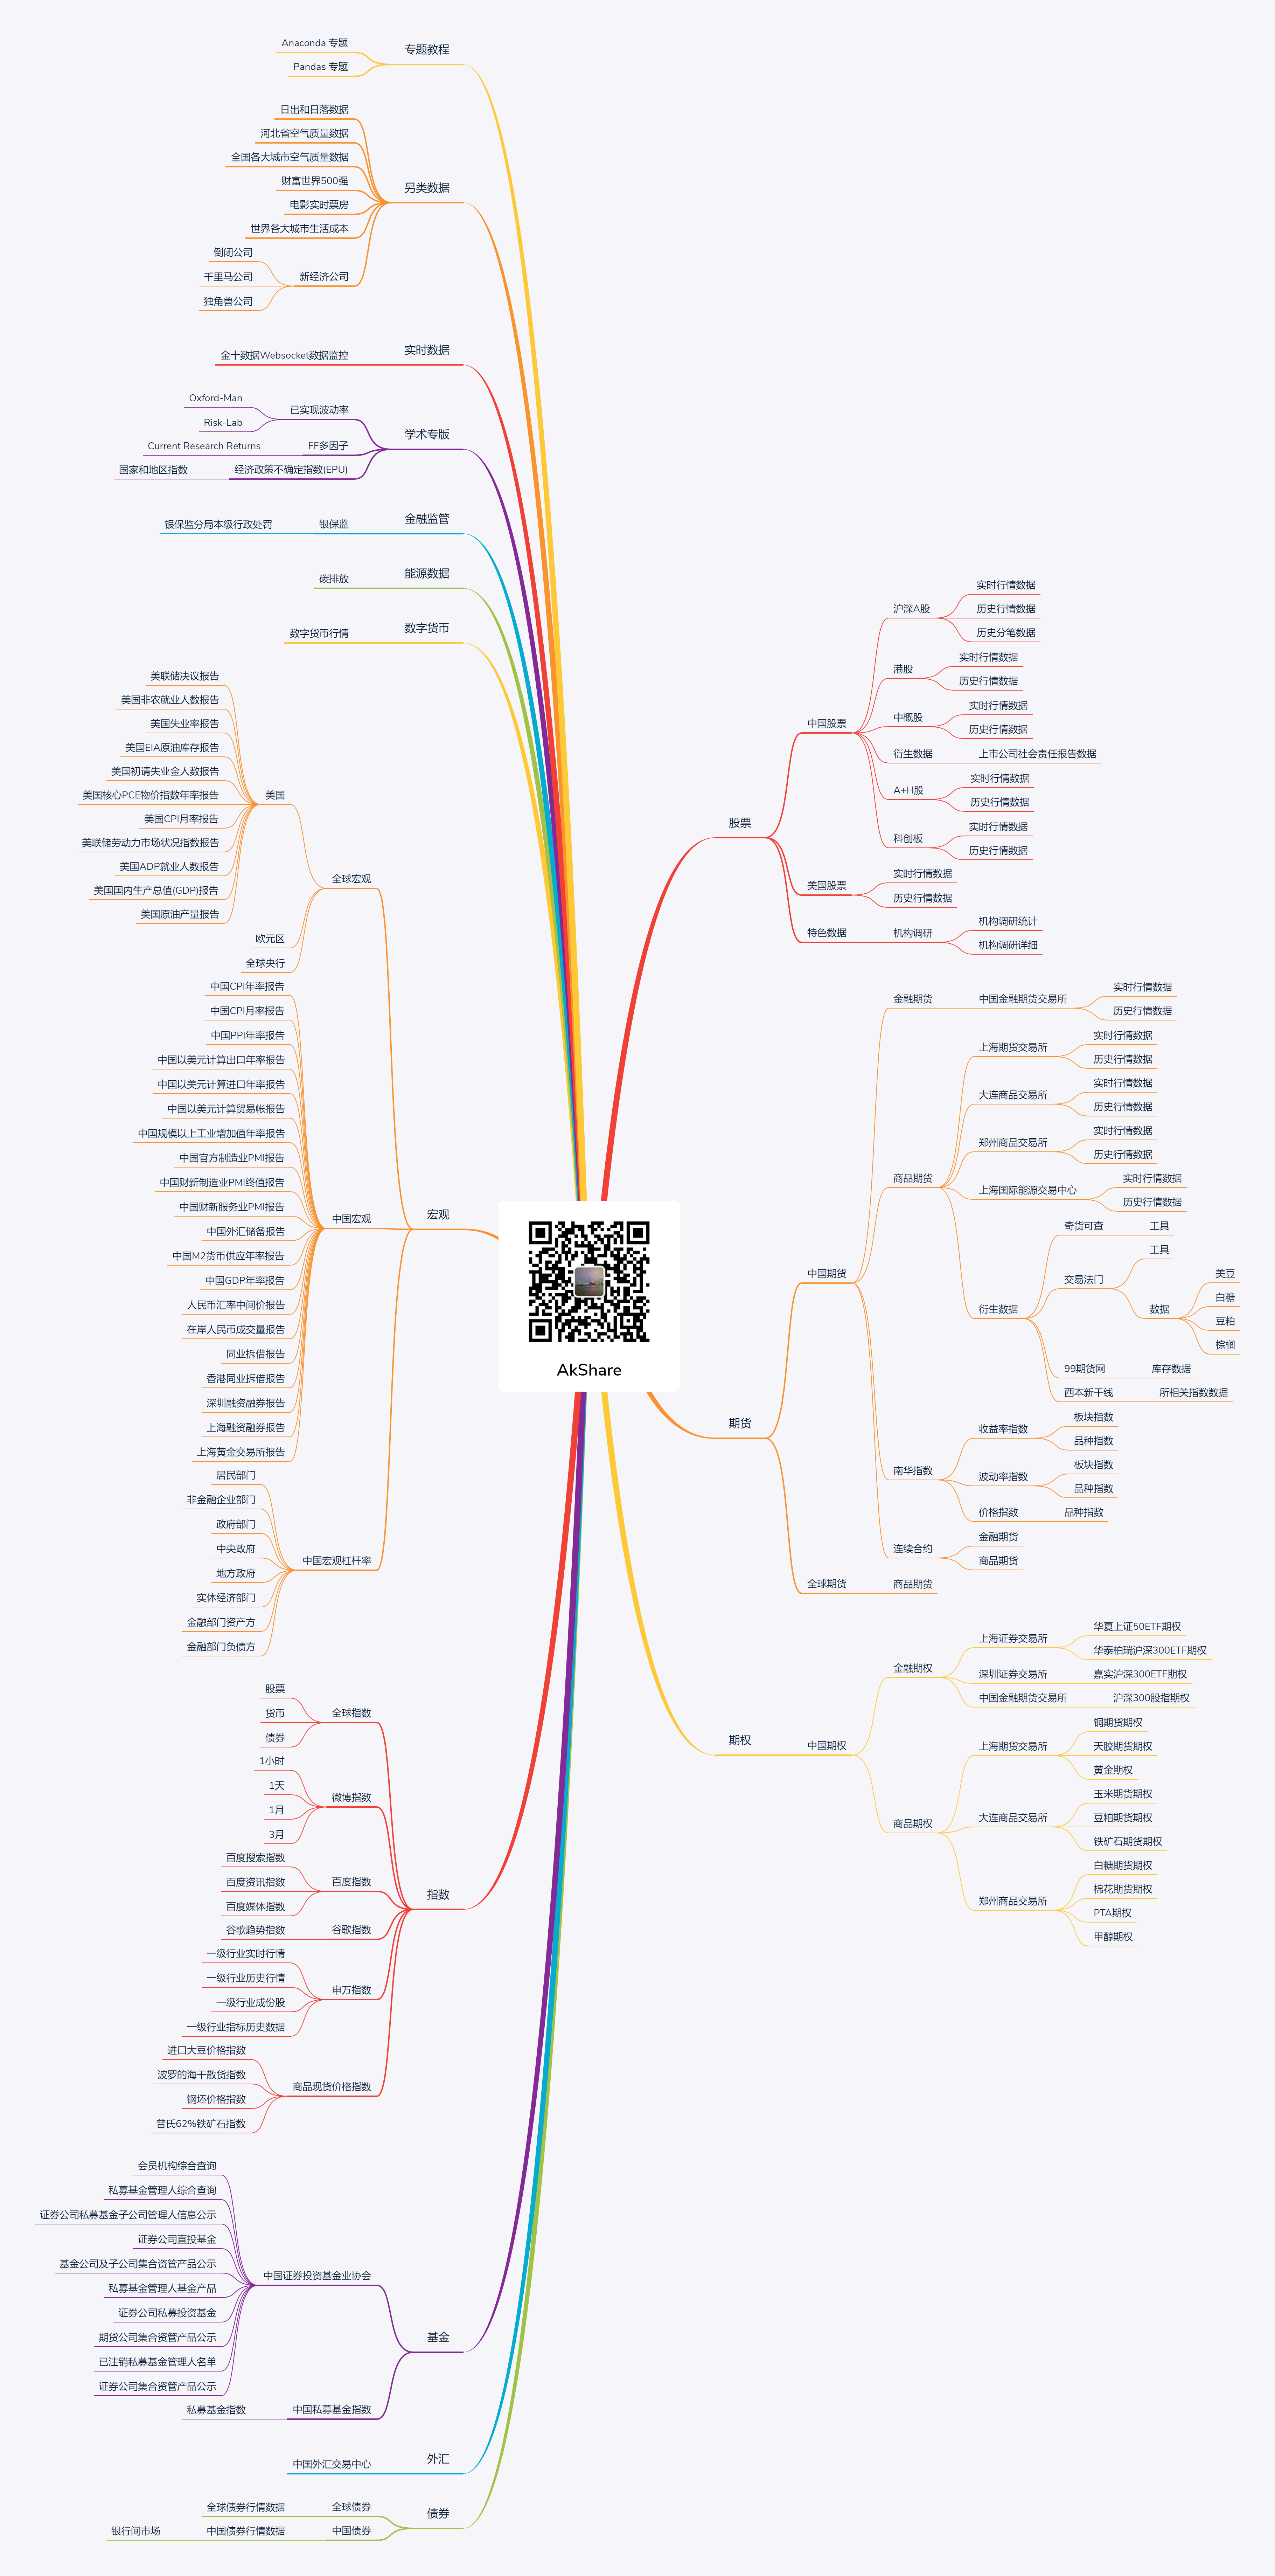 专题教程
Anaconda 专题
Pandas 专题
另类数据
日出和日落数据
河北省空气质量数据
全国各大城市空气质量数据
财富世界500强
电影实时票房
世界各大城市生活成本
新经济公司
倒闭公司
千里马公司
独角兽公司
实时数据
金十数据Websocket数据监控
学术专版
已实现波动率
Oxford-Man
Risk-Lab
FF多因子
Current Research Returns
经济政策不确定指数(EPU)
国家和地区指数
金融监管
银保监
银保监分局本级行政处罚
能源数据
碳排放
数字货币
数字货币行情
宏观
全球宏观
美国
美联储决议报告
美国非农就业人数报告
美国失业率报告
美国EIA原油库存报告
美国初请失业金人数报告
美国核心PCE物价指数年率报告
美国CPI月率报告
美联储劳动力市场状况指数报告
美国ADP就业人数报告
美国国内生产总值(GDP)报告
美国原油产量报告
欧元区
全球央行
中国宏观
中国CPI年率报告
中国CPI月率报告
中国PPI年率报告
中国以美元计算出口年率报告
中国以美元计算进口年率报告
中国以美元计算贸易帐报告
中国规模以上工业增加值年率报告
中国官方制造业PMI报告
中国财新制造业PMI终值报告
中国财新服务业PMI报告
中国外汇储备报告
中国M2货币供应年率报告
中国GDP年率报告
人民币汇率中间价报告
在岸人民币成交量报告
同业拆借报告
香港同业拆借报告
深圳融资融券报告
上海融资融券报告
上海黄金交易所报告
中国宏观杠杆率
居民部门
非金融企业部门
政府部门
中央政府
地方政府
实体经济部门
金融部门资产方
金融部门负债方
指数
全球指数
股票
货币
债券
微博指数
1小时
1天
1月
3月
百度指数
百度搜索指数
百度资讯指数
百度媒体指数
谷歌指数
谷歌趋势指数
申万指数
一级行业实时行情
一级行业历史行情
一级行业成份股
一级行业指标历史数据
商品现货价格指数
进口大豆价格指数
波罗的海干散货指数
钢坯价格指数
普氏62%铁矿石指数
基金
中国证券投资基金业协会
会员机构综合查询
私募基金管理人综合查询
证券公司私募基金子公司管理人信息公示
证券公司直投基金
基金公司及子公司集合资管产品公示
私募基金管理人基金产品
证券公司私募投资基金
期货公司集合资管产品公示
已注销私募基金管理人名单
证券公司集合资管产品公示
中国私募基金指数
私募基金指数
外汇
中国外汇交易中心
债券
全球债券
全球债券行情数据
中国债券
中国债券行情数据
银行间市场
AkShare
股票
中国股票
沪深A股
实时行情数据
历史行情数据
历史分笔数据
港股
实时行情数据
历史行情数据
中概股
实时行情数据
历史行情数据
衍生数据
上市公司社会责任报告数据
A+H股
实时行情数据
历史行情数据
科创板
实时行情数据
历史行情数据
美国股票
实时行情数据
历史行情数据
特色数据
机构调研
机构调研统计
机构调研详细
期货
中国期货
金融期货
中国金融期货交易所
实时行情数据
历史行情数据
商品期货
上海期货交易所
实时行情数据
历史行情数据
大连商品交易所
实时行情数据
历史行情数据
郑州商品交易所
实时行情数据
历史行情数据
上海国际能源交易中心
实时行情数据
历史行情数据
衍生数据
奇货可查
工具
交易法门
工具
数据
美豆
白糖
豆粕
棕榈
99期货网
库存数据
西本新干线
所相关指数数据
南华指数
收益率指数
板块指数
品种指数
波动率指数
板块指数
品种指数
价格指数
品种指数
连续合约
金融期货
商品期货
全球期货
商品期货
期权
中国期权
金融期权
上海证券交易所
华夏上证50ETF期权
华泰柏瑞沪深300ETF期权
深圳证券交易所
嘉实沪深300ETF期权
中国金融期货交易所
沪深300股指期权
商品期权
上海期货交易所
铜期货期权
天胶期货期权
黄金期权
大连商品交易所
玉米期货期权
豆粕期货期权
铁矿石期货期权
郑州商品交易所
白糖期货期权
棉花期货期权
PTA期权
甲醇期权